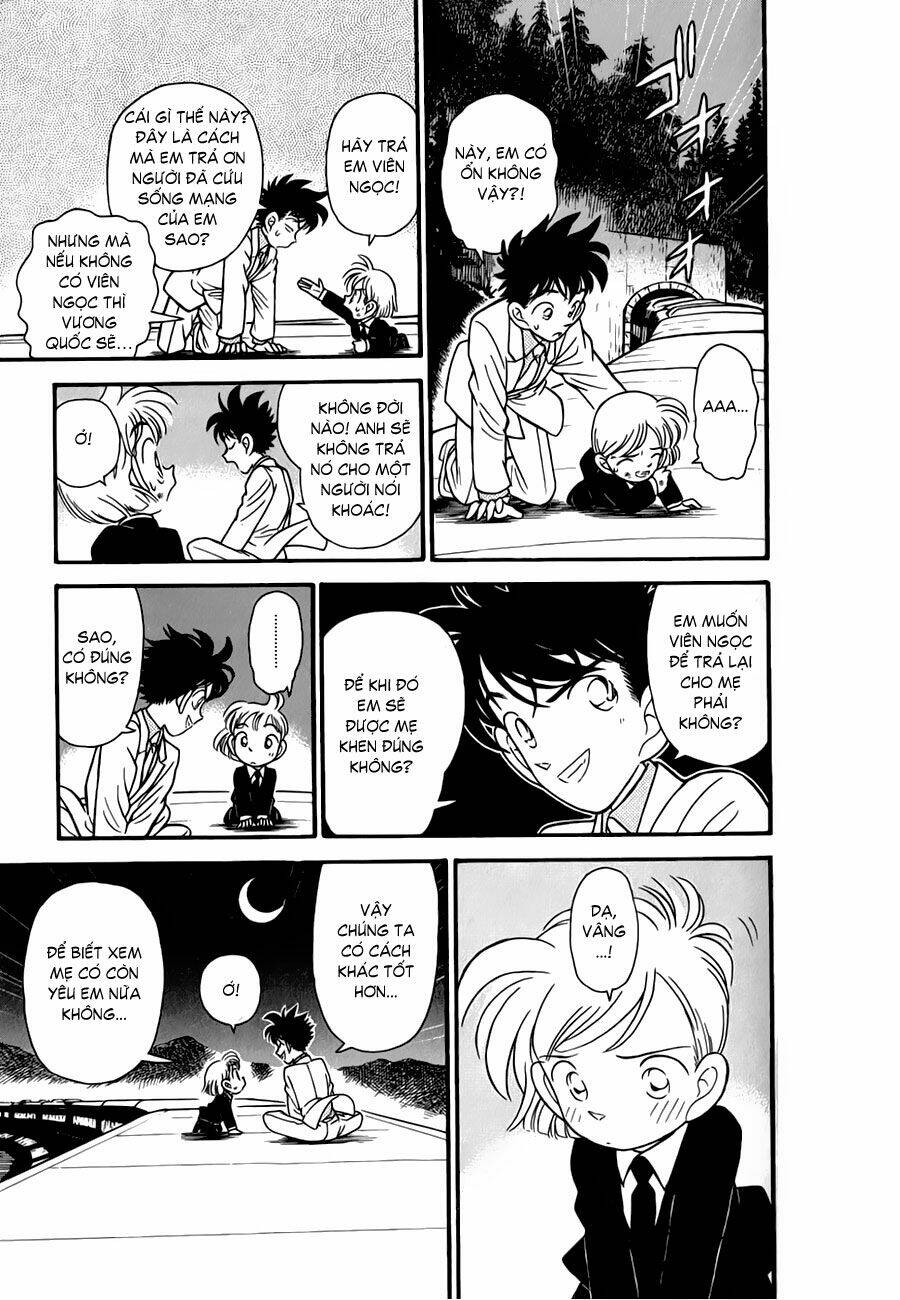 NÀY, EM CÓ
ỔN KHÔNG
VẬY?!
ゴオオオ
AAA...
HÃY TRẢ
EM VIÊN
NGỌC!
CÁI GÌ THẾ NÀY?
ĐÂY LÀ CÁCH
MÀ EM TRẢ ƠN
NGƯỜI ĐÃ CỨU
SỐNG MẠNG
CỦA EM
SAO?
NHƯNG MÀ
NẾU KHÔNG
CÓ VIÊN
NGỌC THÌ
VƯƠNG
QUỐC SẼ...
KHÔNG ĐỜI
NÀO! ANH SẼ
KHÔNG TRẢ
NÓ CHO MỘT
NGƯỜI NÓI
KHOÁC!
Ớ!
EM MUỐN
VIÊN NGỌC
ĐỂ TRẢ LẠI
CHO MẸ
PHẢI
KHÔNG?
ĐỂ KHI ĐÓ
EM SẼ
ĐƯỢC MẸ
KHEN ĐÚNG
KHÔNG?
.........
SAO,
CÓ ĐÚNG
KHÔNG?
DẠ,
VÂNG
...!
VẬY
CHÚNG TA
CÓ CÁCH
KHÁC TỐT
HƠN...
Ớ!
ĐỂ BIẾT XEM
MẸ CÓ CÒN
YÊU EM NỮA
KHÔNG...